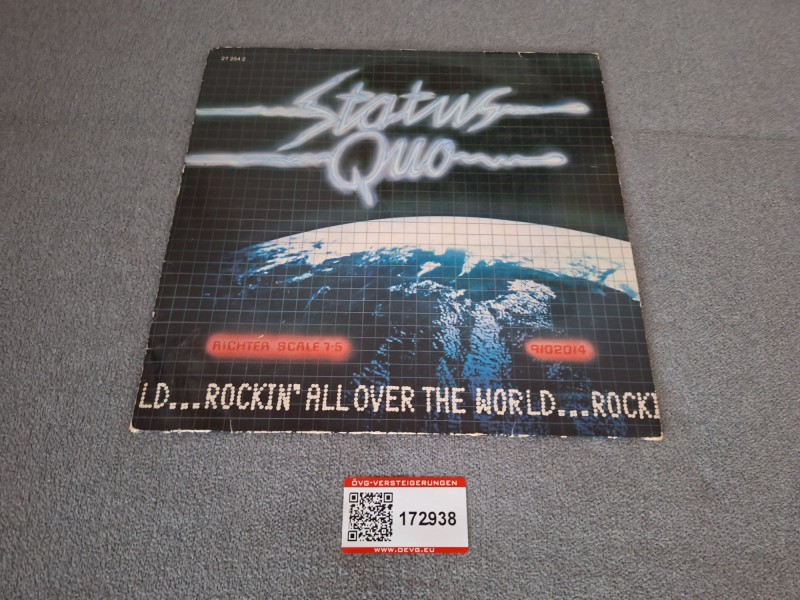 27 254 2
Status
Quo
RICHTER SCALE 7·5
9102014
LD...ROCKIN' ALL OVER THE WORLD...ROCKI
ÖVG-VERSTEIGERUNGEN
172938
WWW.OEVG.EU